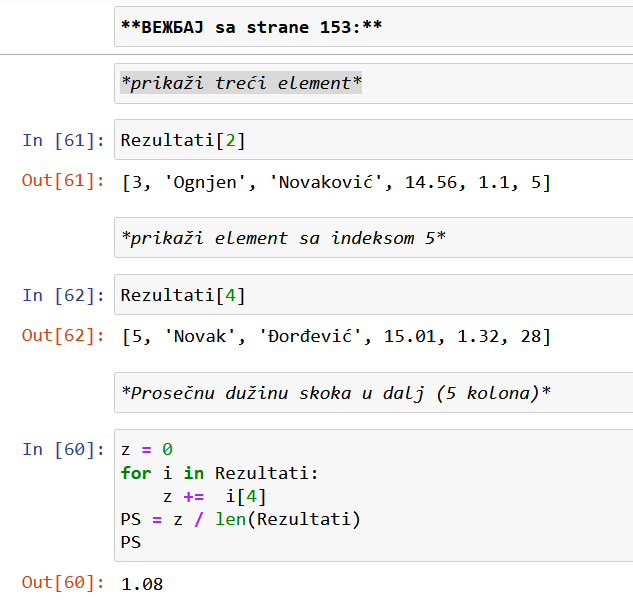 **ВЕЖБАЈ sa strane 153:**
*prikaži treći element*
In [61]: Rezultati[2]
Out[61]: [3, 'Ognjen', 'Novaković', 14.56, 1.1, 5]
*prikaži element sa indeksom 5*
In [62]: Rezultati[4]
Out[62]: [5, 'Novak', 'Đorđević', 15.01, 1.32, 28]
*Prosečnu dužinu skoka u dalj (5 kolona)*
In [60]: z = 0
for i in Rezultati:
    z +=  i[4]
PS = z / len(Rezultati)
PS
Out[60]: 1.08